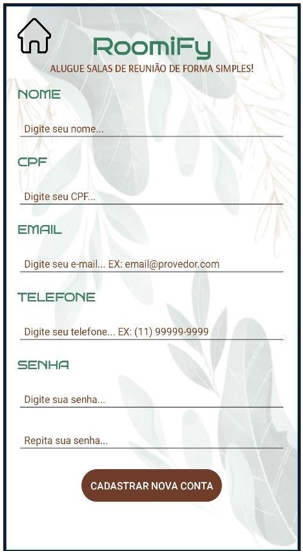 RoomiFy
ALUGUE SALAS DE REUNIÃO DE FORMA SIMPLES!
NOME
Digite seu nome...
CPF
Digite seu CPF...
EMAIL
Digite seu e-mail... EX: email@provedor.com
TELEFONE
Digite seu telefone... EX: (11) 99999-9999
SENHA
Digite sua senha...
Repita sua senha...
CADASTRAR NOVA CONTA